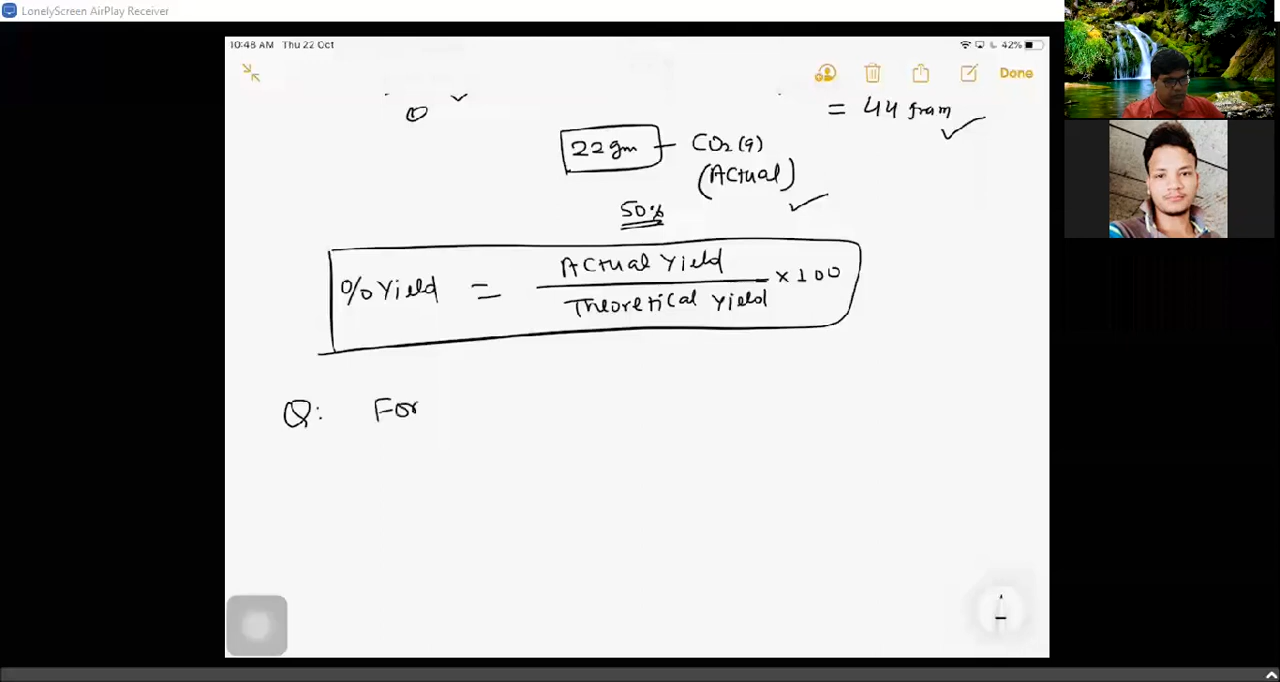 LonelyScreen AirPlay Receiver
10:48 AM Thu 22 Oct
42%
Done
= 44 gram
22gm CO2(g)
(Actual)
50%
% Yield = Actual Yield / Theoretical Yield × 100
Q: For